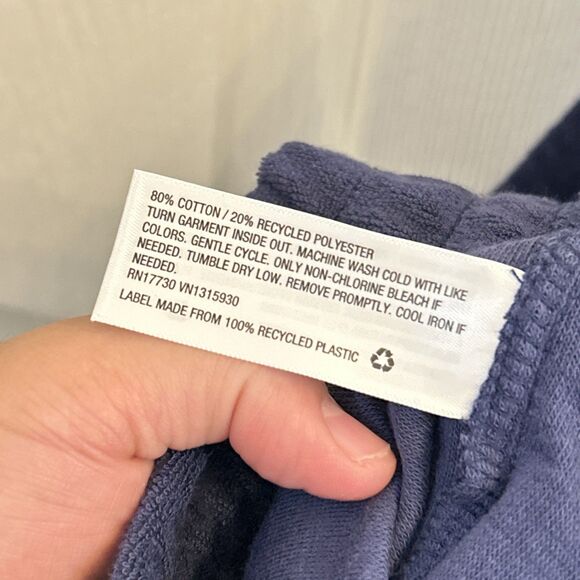 80% COTTON / 20% RECYCLED POLYESTER
TURN GARMENT INSIDE OUT. MACHINE WASH COLD WITH LIKE
COLORS. GENTLE CYCLE. ONLY NON-CHLORINE BLEACH IF
NEEDED. TUMBLE DRY LOW. REMOVE PROMPTLY. COOL IRON IF
NEEDED.
RN17730 VN1315930
LABEL MADE FROM 100% RECYCLED PLASTIC